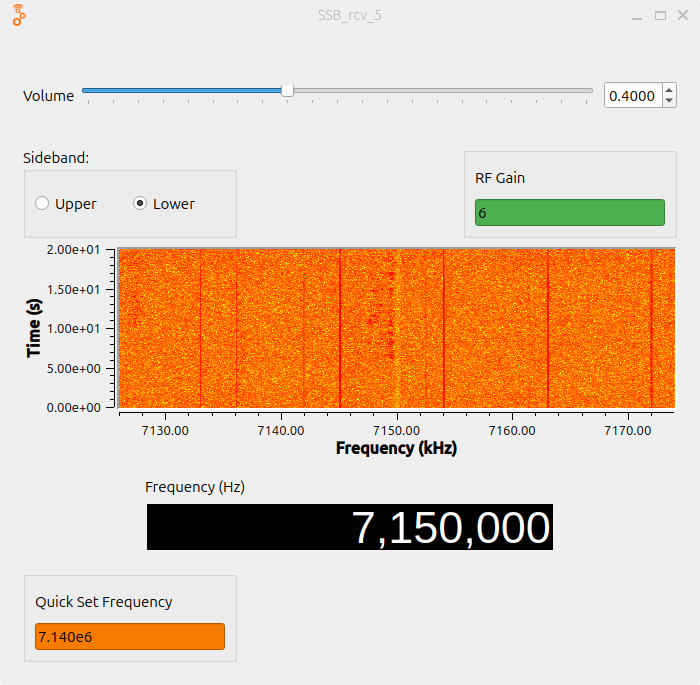 SSB_rcv_5
Volume
0.4000
Sideband:
Upper
Lower
RF Gain
6
2.00e+01
1.50e+01
1.00e+01
5.00e+00
0.00e+00
Time (s)
7130.00 7140.00 7150.00 7160.00 7170.00
Frequency (kHz)
Frequency (Hz)
7,150,000
Quick Set Frequency
7.140e6